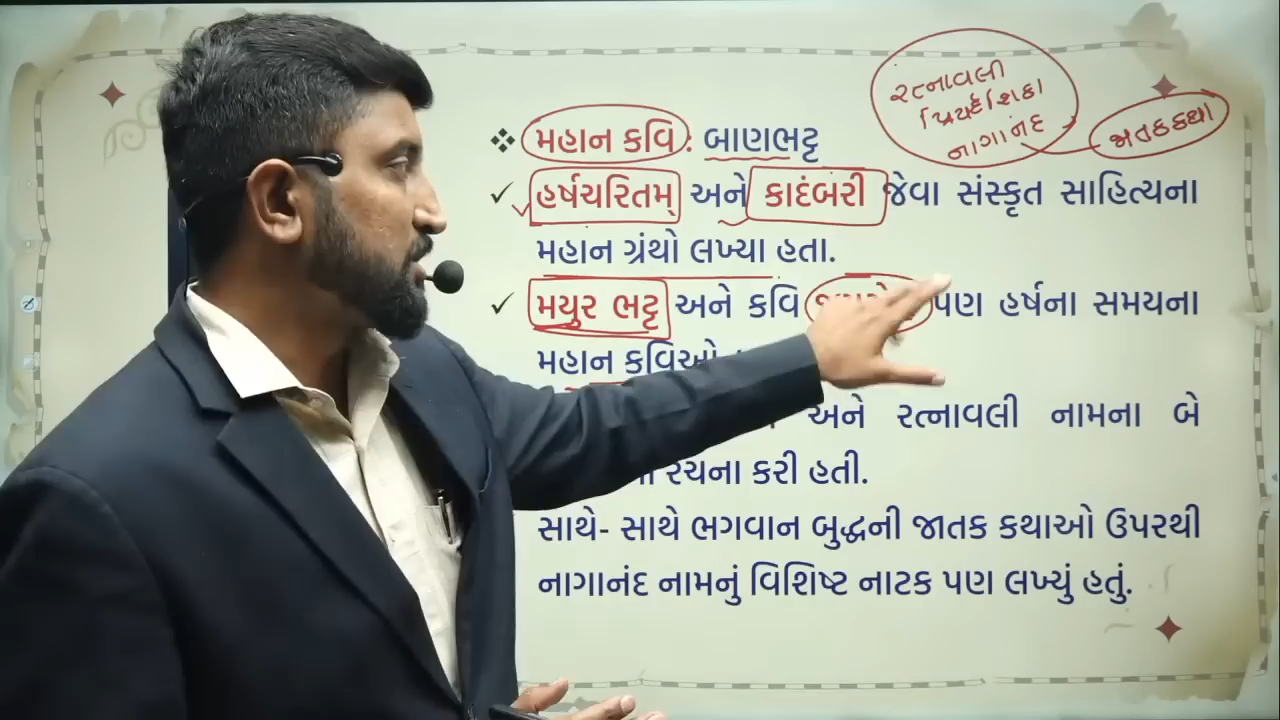 રત્નાવલી
પ્રિયદર્શિકા
નાગાનંદ
જાતકકથા
❖ મહાન કવિ: બાણભટ્ટ
✓ હર્ષચરિતમ્ અને કાદંબરી જેવા સંસ્કૃત સાહિત્યના
મહાન ગ્રંથો લખ્યા હતા.
✓ મયુર ભટ્ટ અને કવિ પણ હર્ષના સમયના
મહાન કવિઓ
અને રત્નાવલી નામના બે
રચના કરી હતી.
સાથે- સાથે ભગવાન બુદ્ધની જાતક કથાઓ ઉપરથી
નાગાનંદ નામનું વિશિષ્ટ નાટક પણ લખ્યું હતું.